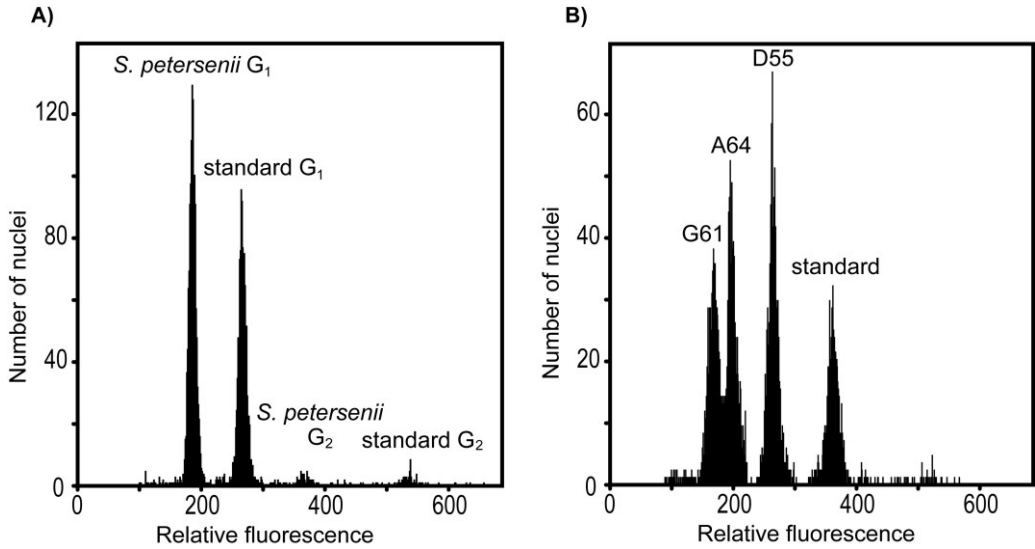 A)
S. petersenii G₁
standard G₁
S. petersenii
G₂
standard G₂
120
80
40
0
0
200
400
600
Number of nuclei
Relative fluorescence
B)
D55
A64
G61
standard
60
40
20
0
0
200
400
600
Number of nuclei
Relative fluorescence